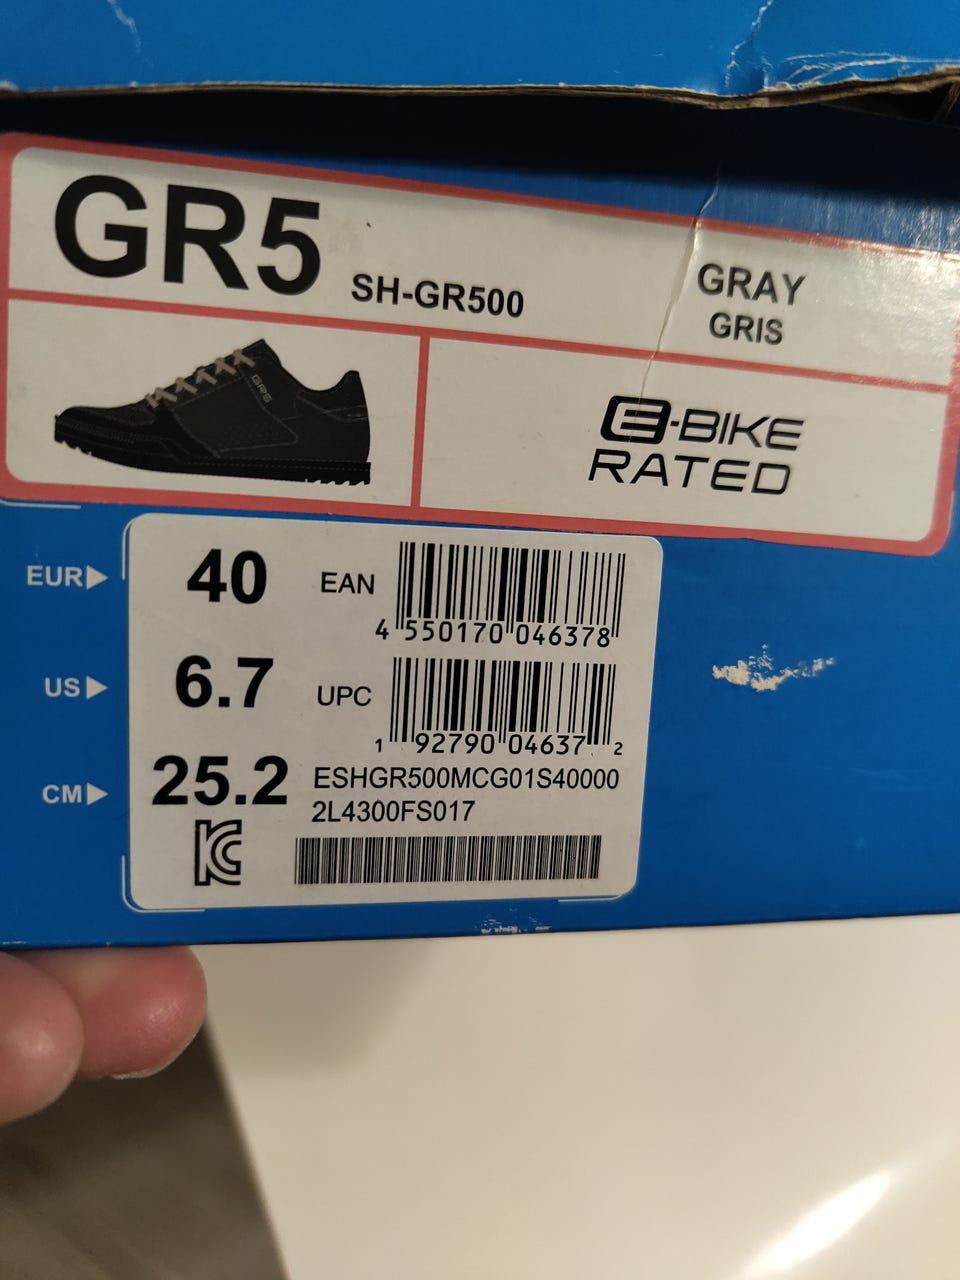 GR5 SH-GR500
GRAY
GRIS
GR5
E-BIKE
RATED
EUR 40 EAN
4 550170 046378
US 6.7 UPC
1 92790 04637 2
CM 25.2 ESHGR500MCG01S40000
2L4300FS017